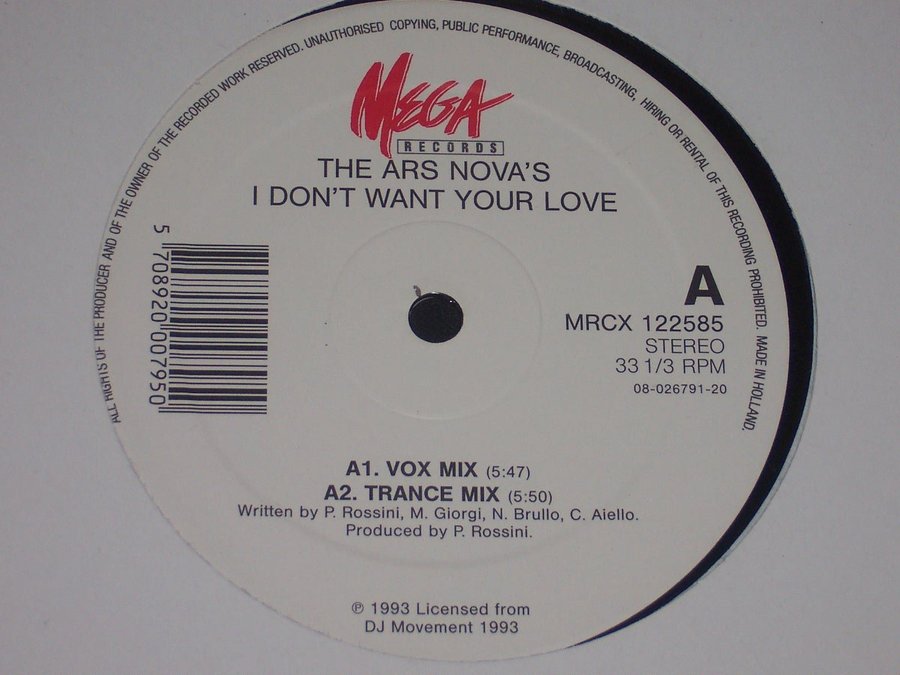 ALL RIGHTS OF THE PRODUCER AND OF THE OWNER OF THE RECORDED WORK RESERVED. UNAUTHORISED COPYING, PUBLIC PERFORMANCE, BROADCASTING, HIRING OR RENTAL OF THIS RECORDING PROHIBITED. MADE IN HOLLAND.
MEGA
RECORDS
THE ARS NOVA'S
I DON'T WANT YOUR LOVE
5 708920 007950
A
MRCX 122585
STEREO
33 1/3 RPM
08-026791-20
A1. VOX MIX (5:47)
A2. TRANCE MIX (5:50)
Written by P. Rossini, M. Giorgi, N. Brullo, C. Aiello.
Produced by P. Rossini.
℗ 1993 Licensed from
DJ Movement 1993